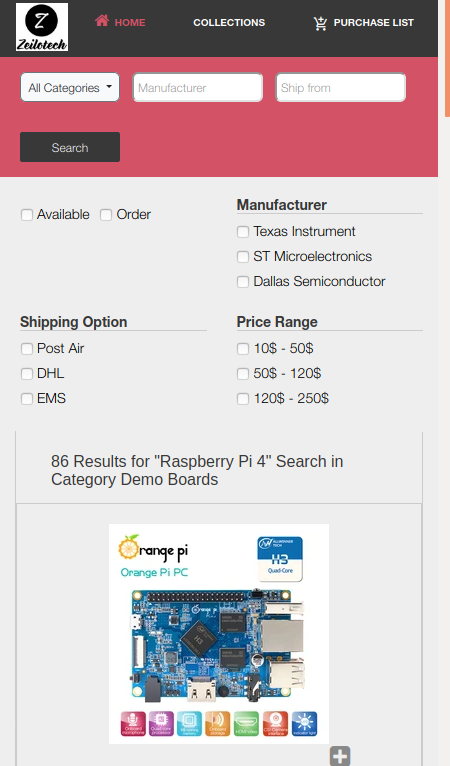 Z
Zeilotech
HOME
COLLECTIONS
PURCHASE LIST
All Categories
Manufacturer
Ship from
Search
Available
Order
Manufacturer
Texas Instrument
ST Microelectronics
Dallas Semiconductor
Shipping Option
Post Air
DHL
EMS
Price Range
10$ - 50$
50$ - 120$
120$ - 250$
86 Results for "Raspberry Pi 4" Search in
Category Demo Boards
Orange pi
Orange Pi PC
H3
Quad-Core